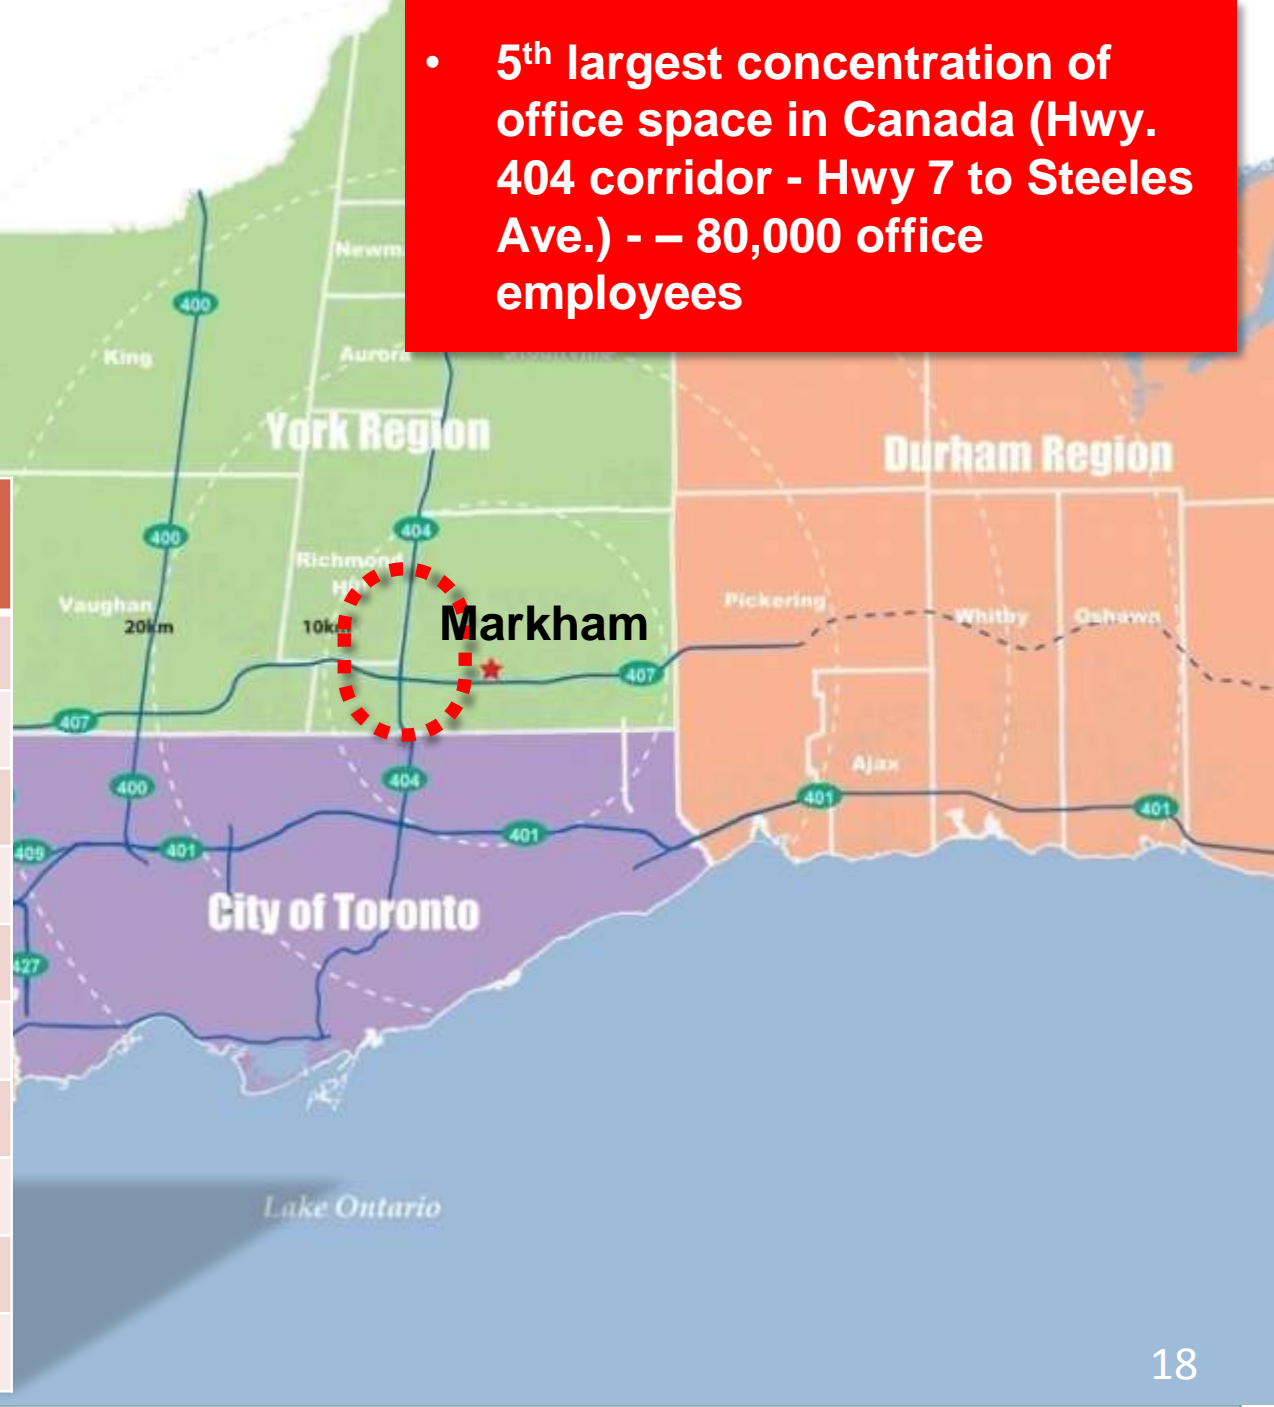 • 5th largest concentration of
office space in Canada (Hwy.
404 corridor - Hwy 7 to Steeles
Ave.) - – 80,000 office
employees
400
King
Aurora
York Region
Durham Region
400
404
Richmond
Vaughan
20km
Markham
Pickering
Whitby
Oshawa
407
407
Ajax
400
404
401
401
401
401
409
City of Toronto
427
Lake Ontario
18